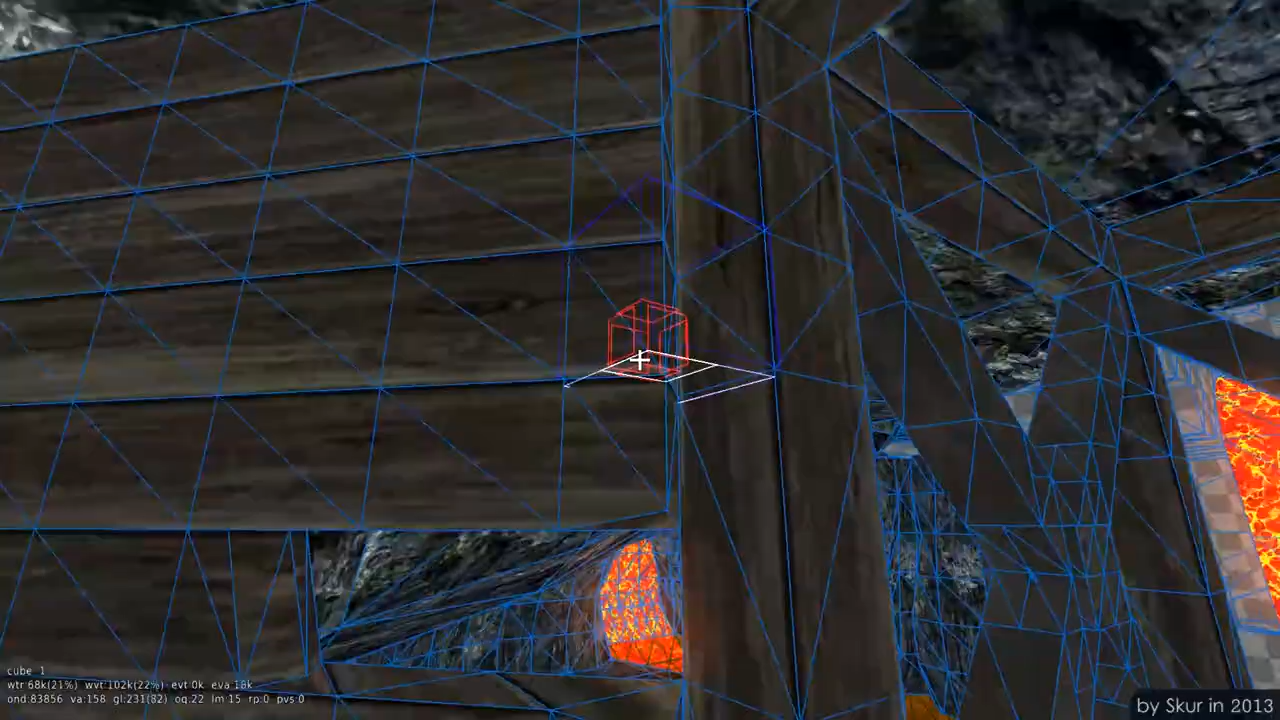 cube 1
wtr:68k(21%) wvt:102k(22%) evt:0k eva:18k
ond:83856 va:158 gl:231(82) oq:22 lm:15 rp:0 pvs:0
by Skur in 2013